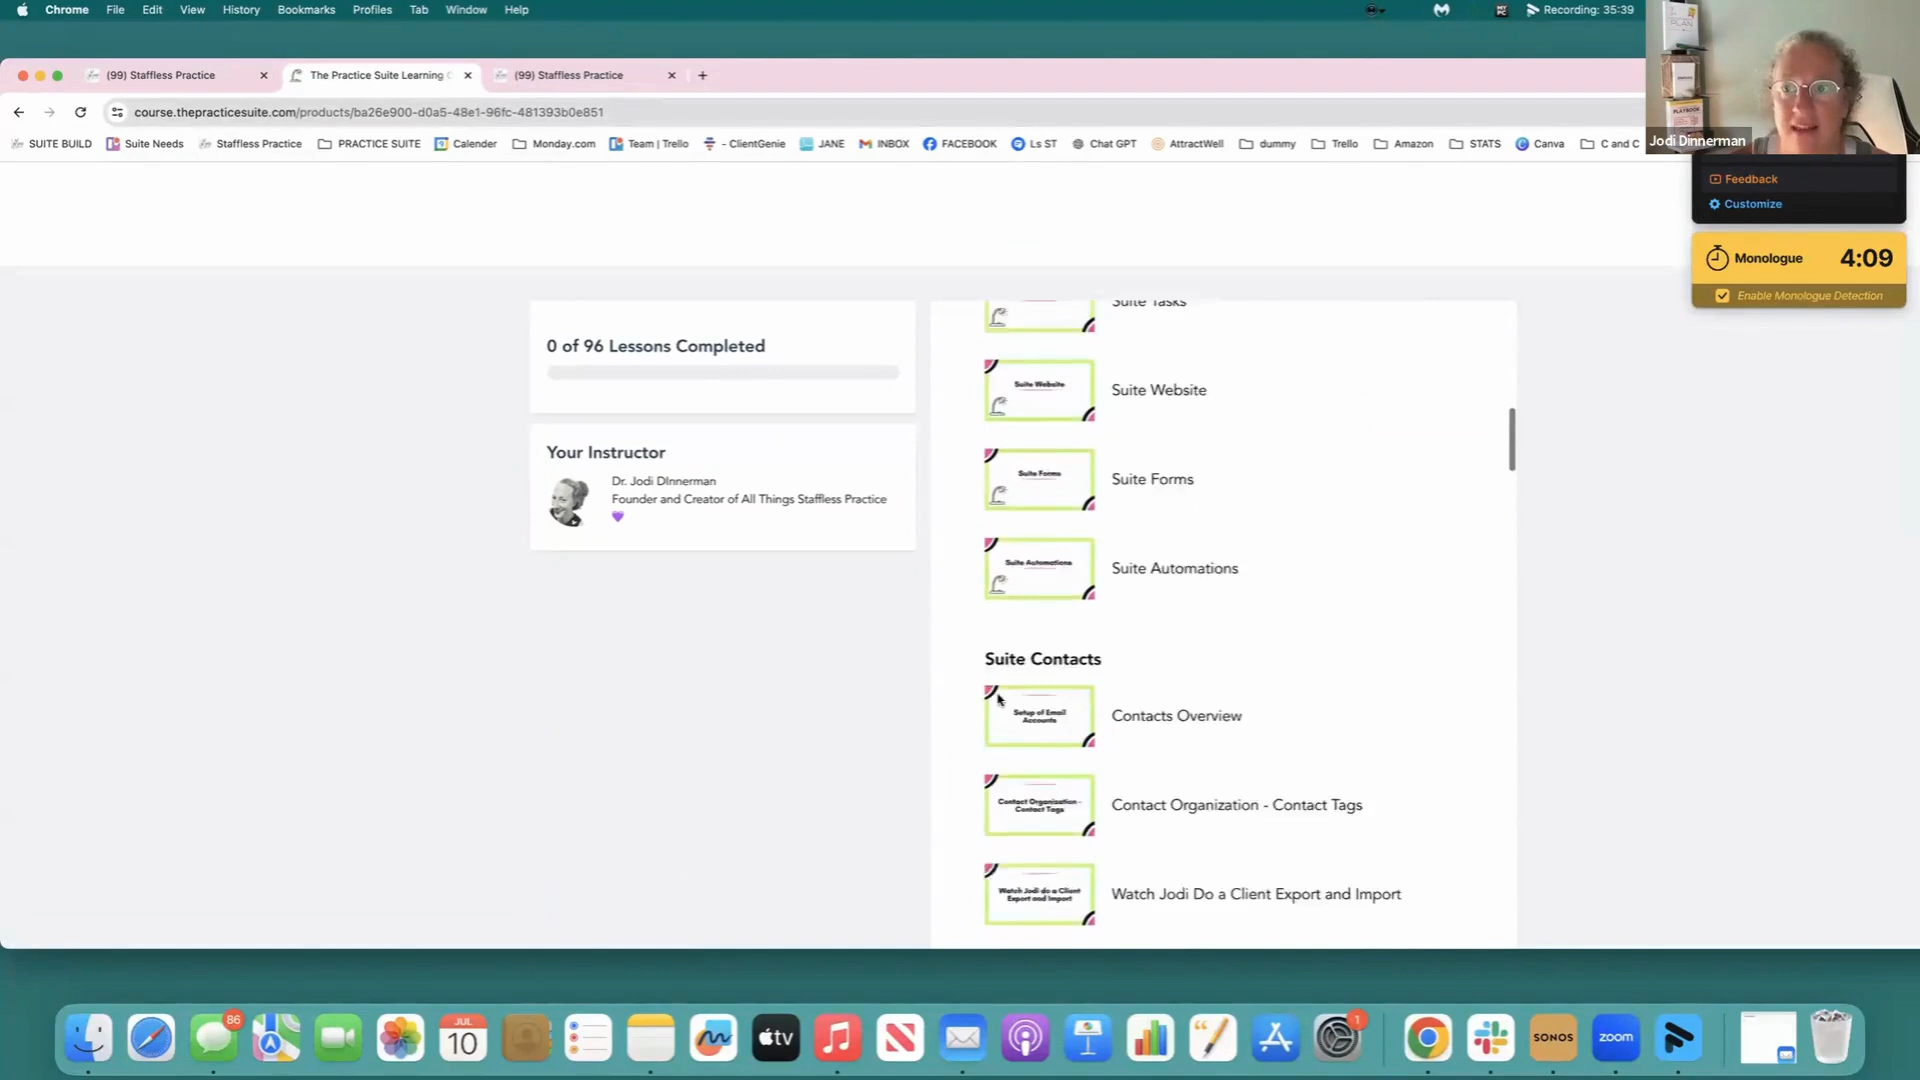 Chrome File Edit View History Bookmarks Profiles Tab Window Help
Recording: 35:39
(99) Staffless Practice
The Practice Suite Learning
(99) Staffless Practice
course.thepracticesuite.com/products/ba26e900-d0a5-48e1-96fc-481393b0e851
SUITE BUILD Suite Needs Staffless Practice PRACTICE SUITE Calender Monday.com Team | Trello - ClientGenie JANE INBOX FACEBOOK Ls ST Chat GPT AttractWell dummy Trello Amazon STATS Canva C and C
PLAN
PLAYBOOK
Jodi Dinnerman
Feedback
Customize
Monologue 4:09
Enable Monologue Detection
0 of 96 Lessons Completed
Your Instructor
Dr. Jodi DInnerman
Founder and Creator of All Things Staffless Practice
💜
Suite Tasks
Suite Website
Suite Website
Suite Forms
Suite Forms
Suite Automations
Suite Automations
Suite Contacts
Setup of Email
Accounts
Contacts Overview
Contact Organization -
Contact Tags
Contact Organization - Contact Tags
Watch Jodi do a Client
Export and Import
Watch Jodi Do a Client Export and Import
86
JUL
10
tv
1
SONOS
zoom